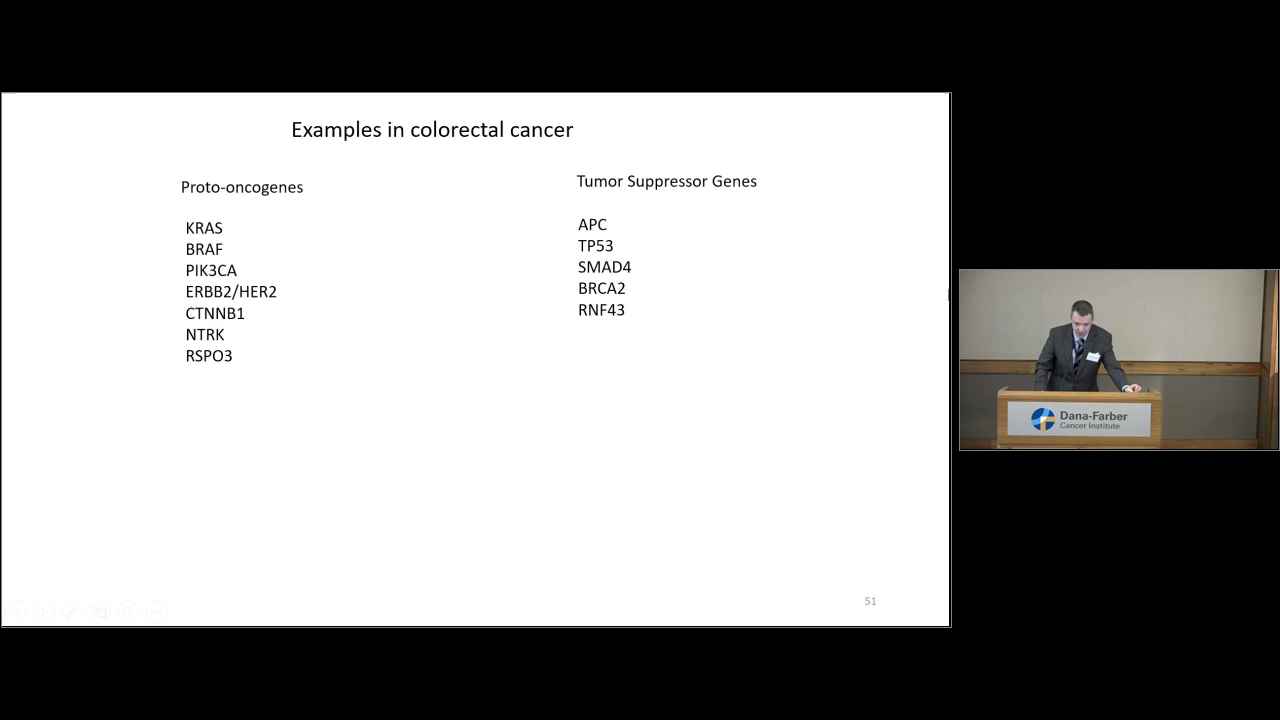 Examples in colorectal cancer
Proto-oncogenes
KRAS
BRAF
PIK3CA
ERBB2/HER2
CTNNB1
NTRK
RSPO3
Tumor Suppressor Genes
APC
TP53
SMAD4
BRCA2
RNF43
51
Dana-Farber
Cancer Institute